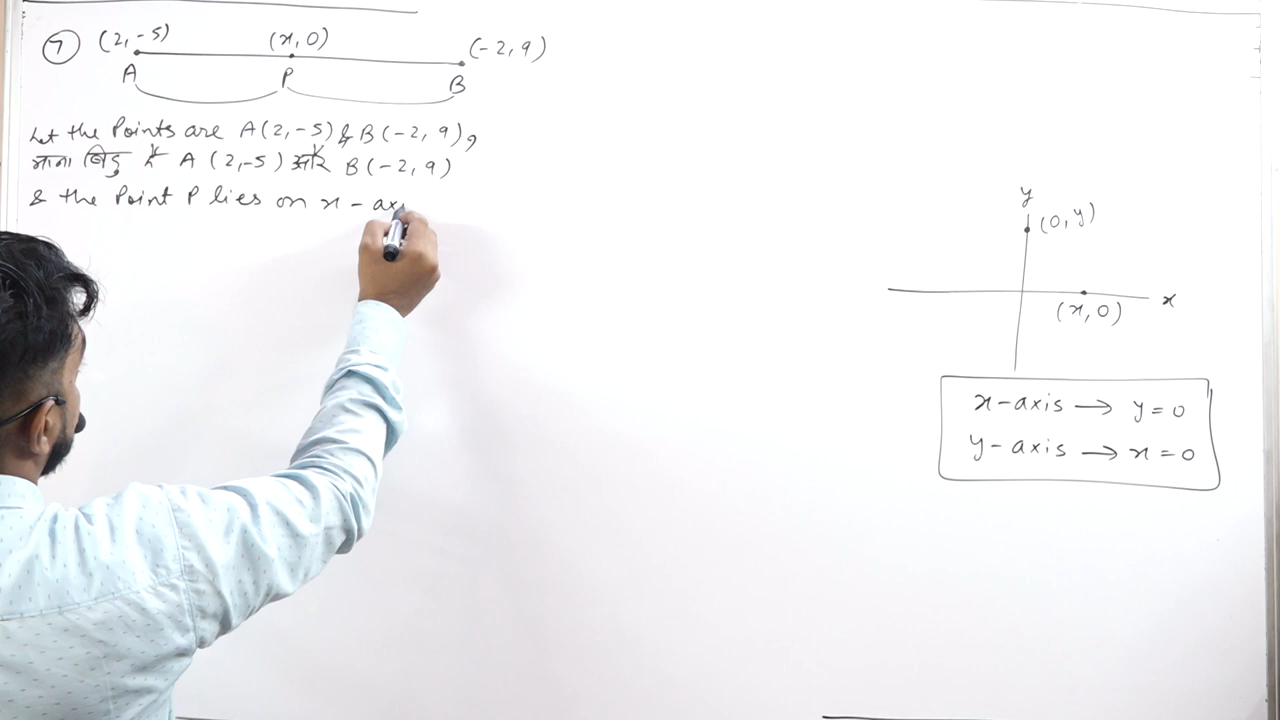 7 (2,-5) (x,0) (-2,9)
A P B
Let the Points are A(2,-5) & B(-2,9),
माना बिंदु हैं A (2,-5) और B(-2,9)
& the Point P lies on x-axi
y
(0,y)
x
(x,0)
x-axis → y=0
y-axis → x=0